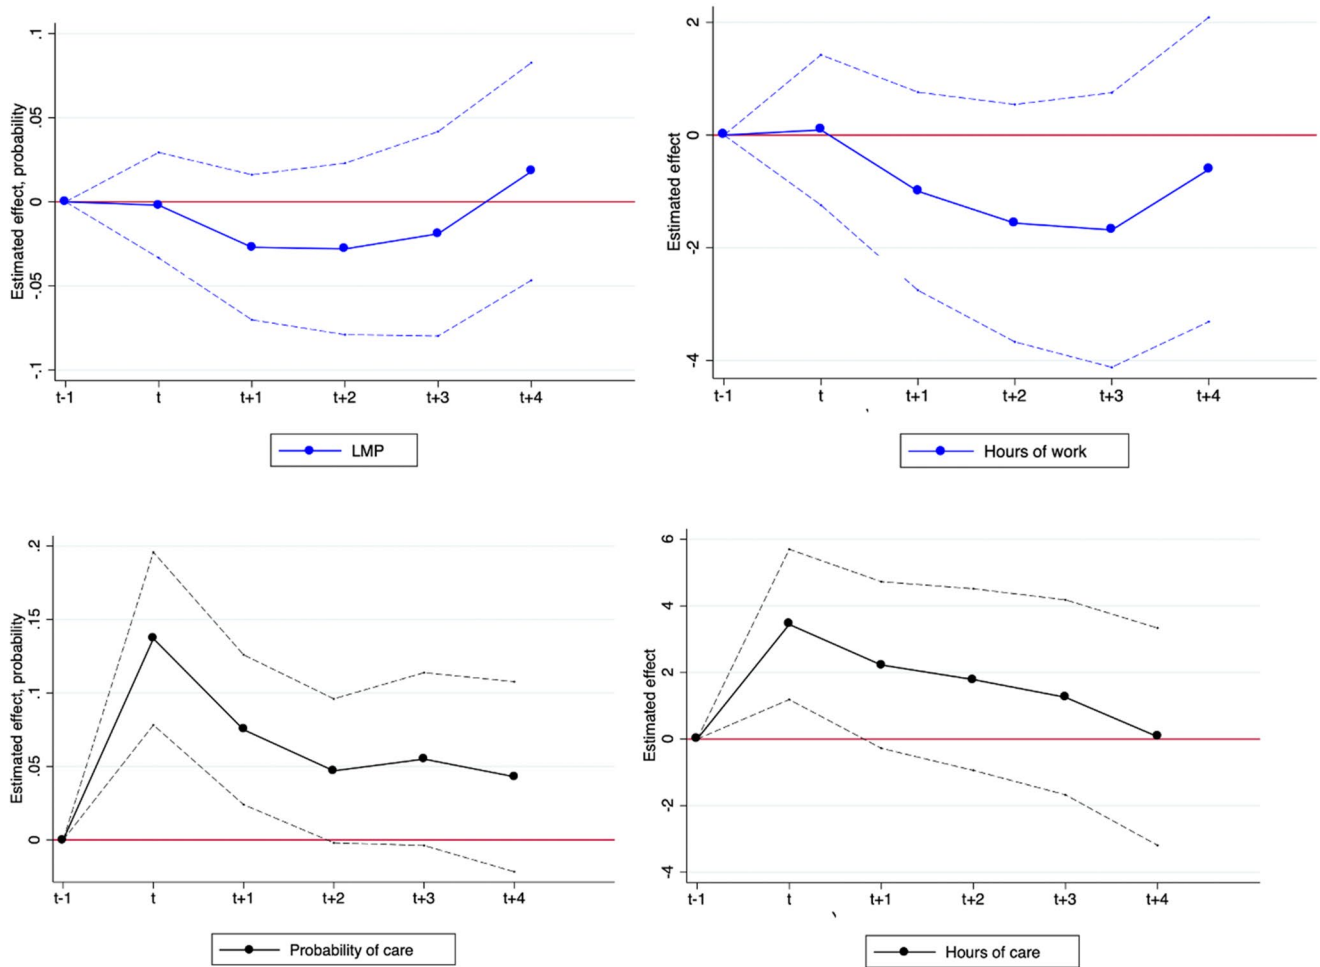 Estimated effect, probability
.1
.05
0
-.05
-.1
t-1 t t+1 t+2 t+3 t+4
LMP
Estimated effect
2
0
-2
-4
t-1 t t+1 t+2 t+3 t+4
Hours of work
Estimated effect, probability
.2
.15
.1
.05
0
t-1 t t+1 t+2 t+3 t+4
Probability of care
Estimated effect
6
4
2
0
-2
-4
t-1 t t+1 t+2 t+3 t+4
Hours of care